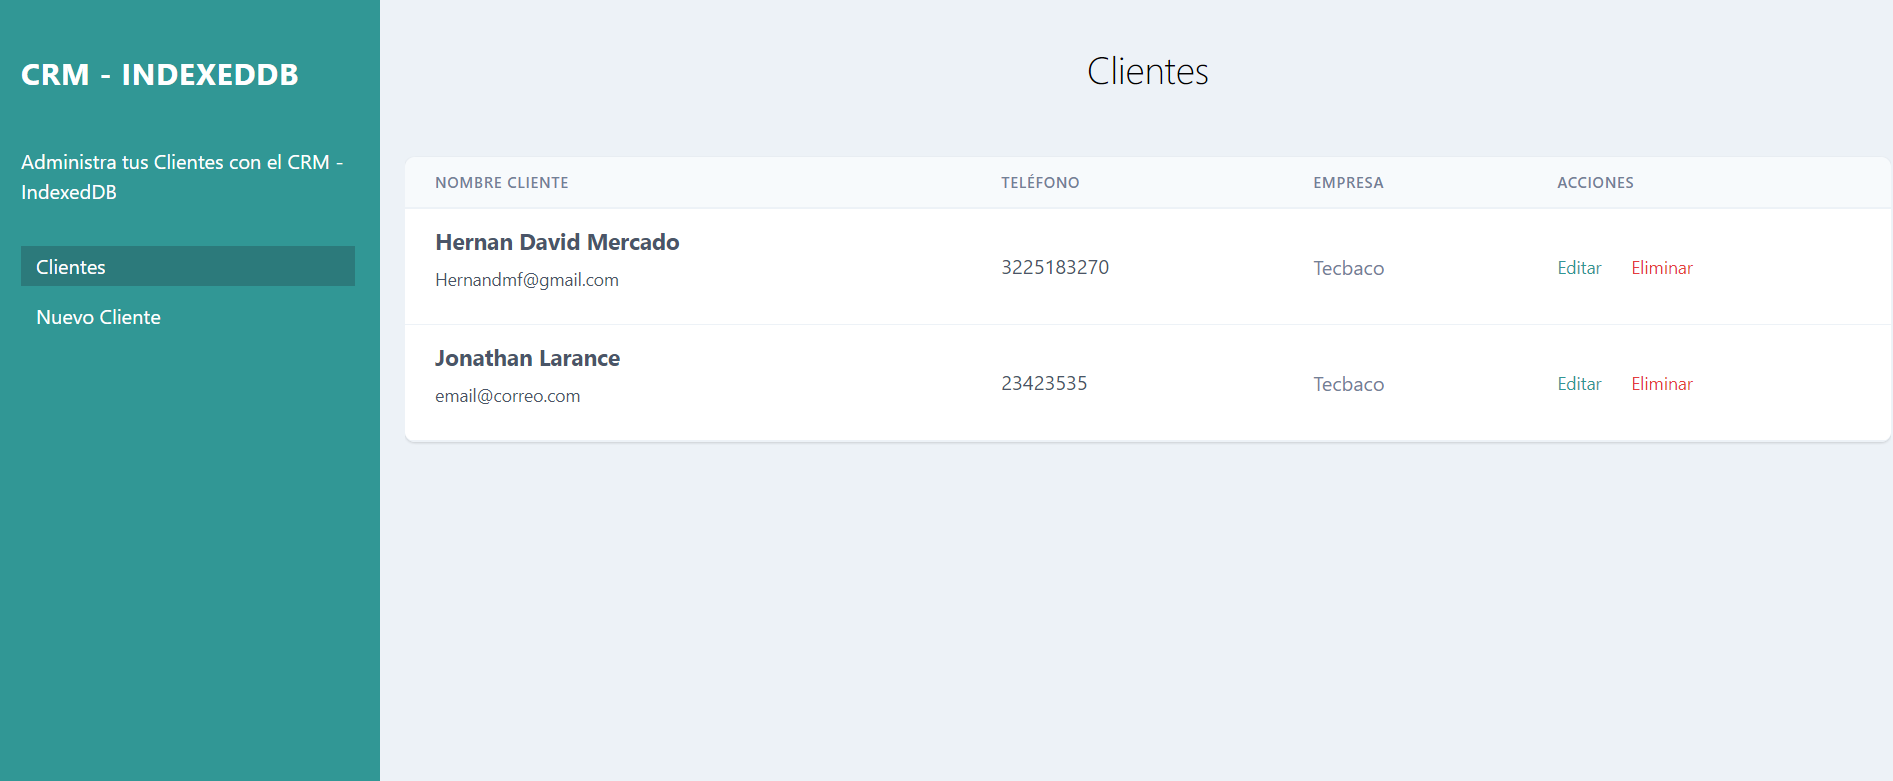 CRM - INDEXEDDB
Administra tus Clientes con el CRM -
IndexedDB
Clientes
Nuevo Cliente
Clientes
NOMBRE CLIENTE TELÉFONO EMPRESA ACCIONES
Hernan David Mercado
Hernandmf@gmail.com
3225183270 Tecbaco Editar Eliminar
Jonathan Larance
email@correo.com
23423535 Tecbaco Editar Eliminar